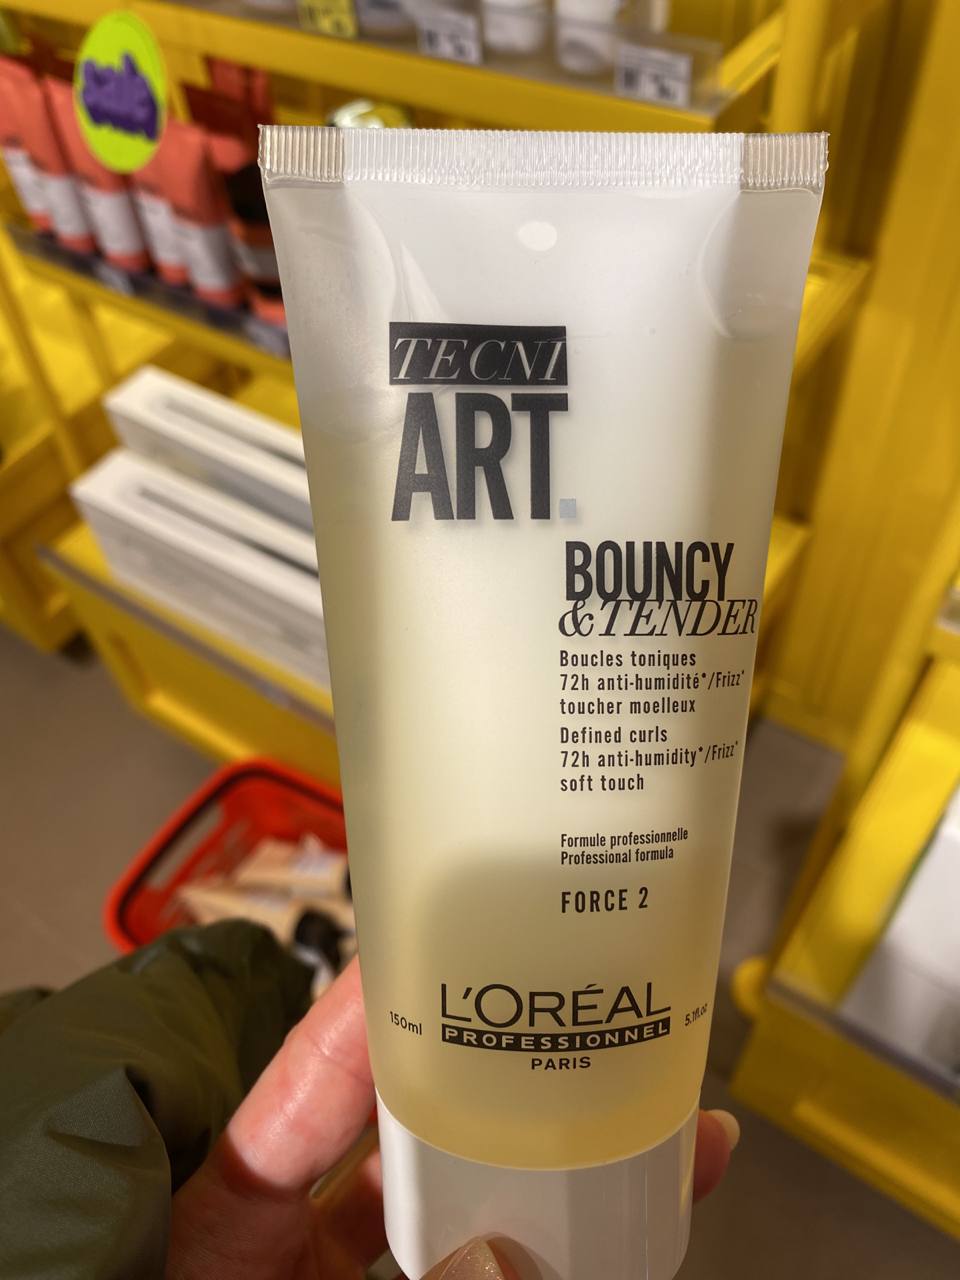 TECNI
ART.
BOUNCY
&TENDER
Boucles toniques
72h anti-humidité*/Frizz*
toucher moelleux
Defined curls
72h anti-humidity*/Frizz*
soft touch
Formule professionnelle
Professional formula
FORCE 2
150ml
L'ORÉAL
PROFESSIONNEL
PARIS
5.1fl.oz